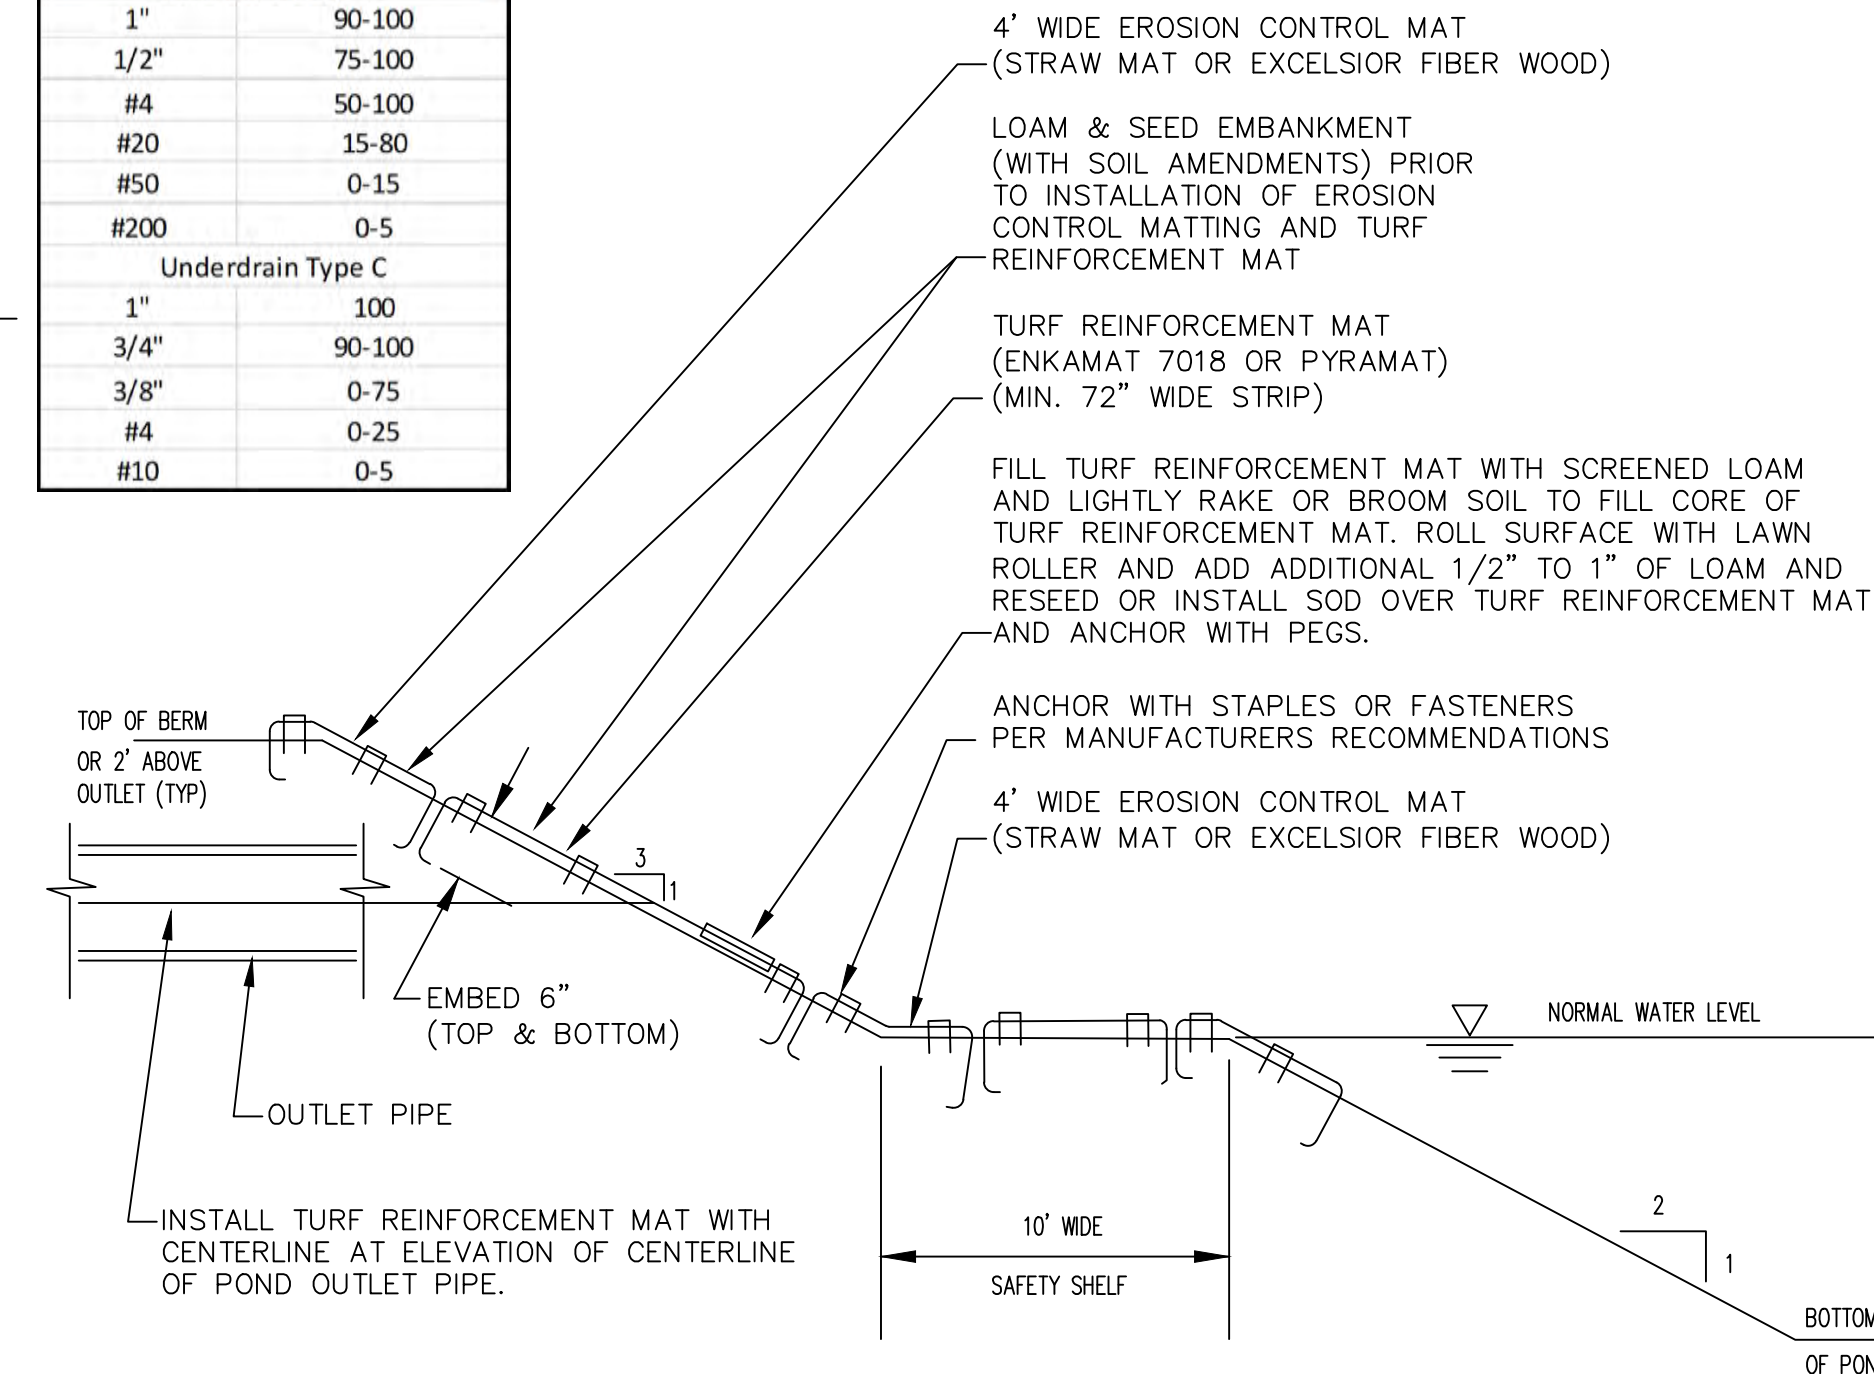 1" 90-100
1/2" 75-100
#4 50-100
#20 15-80
#50 0-15
#200 0-5
Underdrain Type C
1" 100
3/4" 90-100
3/8" 0-75
#4 0-25
#10 0-5
4' WIDE EROSION CONTROL MAT
(STRAW MAT OR EXCELSIOR FIBER WOOD)
LOAM & SEED EMBANKMENT
(WITH SOIL AMENDMENTS) PRIOR
TO INSTALLATION OF EROSION
CONTROL MATTING AND TURF
REINFORCEMENT MAT
TURF REINFORCEMENT MAT
(ENKAMAT 7018 OR PYRAMAT)
(MIN. 72" WIDE STRIP)
FILL TURF REINFORCEMENT MAT WITH SCREENED LOAM
AND LIGHTLY RAKE OR BROOM SOIL TO FILL CORE OF
TURF REINFORCEMENT MAT. ROLL SURFACE WITH LAWN
ROLLER AND ADD ADDITIONAL 1/2" TO 1" OF LOAM AND
RESEED OR INSTALL SOD OVER TURF REINFORCEMENT MAT
AND ANCHOR WITH PEGS.
ANCHOR WITH STAPLES OR FASTENERS
PER MANUFACTURERS RECOMMENDATIONS
4' WIDE EROSION CONTROL MAT
(STRAW MAT OR EXCELSIOR FIBER WOOD)
TOP OF BERM
OR 2' ABOVE
OUTLET (TYP)
3
1
EMBED 6"
(TOP & BOTTOM)
OUTLET PIPE
INSTALL TURF REINFORCEMENT MAT WITH
CENTERLINE AT ELEVATION OF CENTERLINE
OF POND OUTLET PIPE.
NORMAL WATER LEVEL
10' WIDE
SAFETY SHELF
2
1
BOTTOM
OF PON